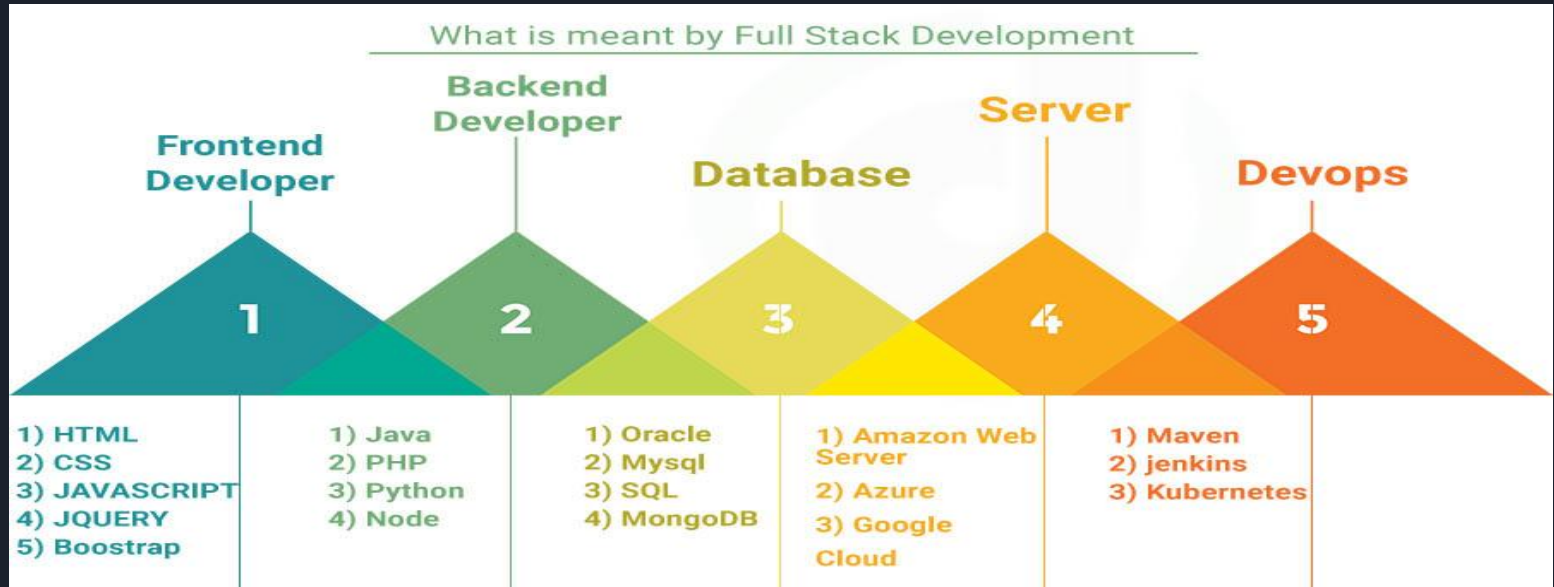 What is meant by Full Stack Development
Frontend
Developer
Backend
Developer
Database
Server
Devops
1
2
3
4
5
1) HTML
2) CSS
3) JAVASCRIPT
4) JQUERY
5) Boostrap
1) Java
2) PHP
3) Python
4) Node
1) Oracle
2) Mysql
3) SQL
4) MongoDB
1) Amazon Web
Server
2) Azure
3) Google
Cloud
1) Maven
2) jenkins
3) Kubernetes